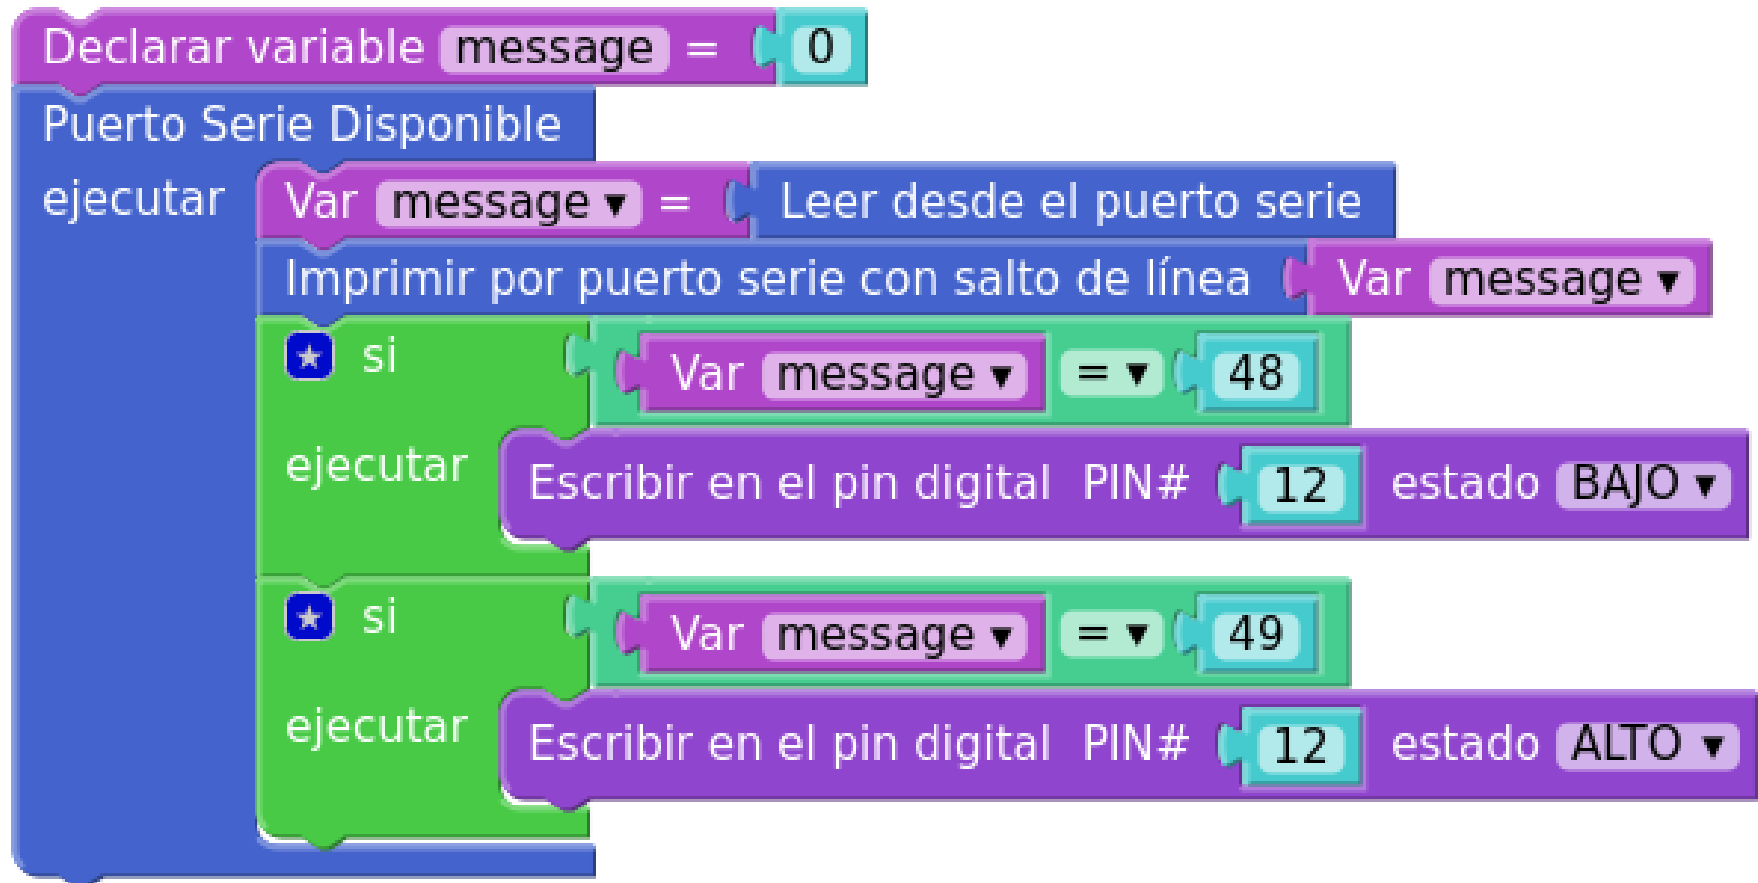 Declarar variable message = 0
Puerto Serie Disponible
ejecutar Var message ▼ = Leer desde el puerto serie
Imprimir por puerto serie con salto de línea Var message ▼
si Var message ▼ = ▼ 48
ejecutar Escribir en el pin digital PIN# 12 estado BAJO ▼
si Var message ▼ = ▼ 49
ejecutar Escribir en el pin digital PIN# 12 estado ALTO ▼